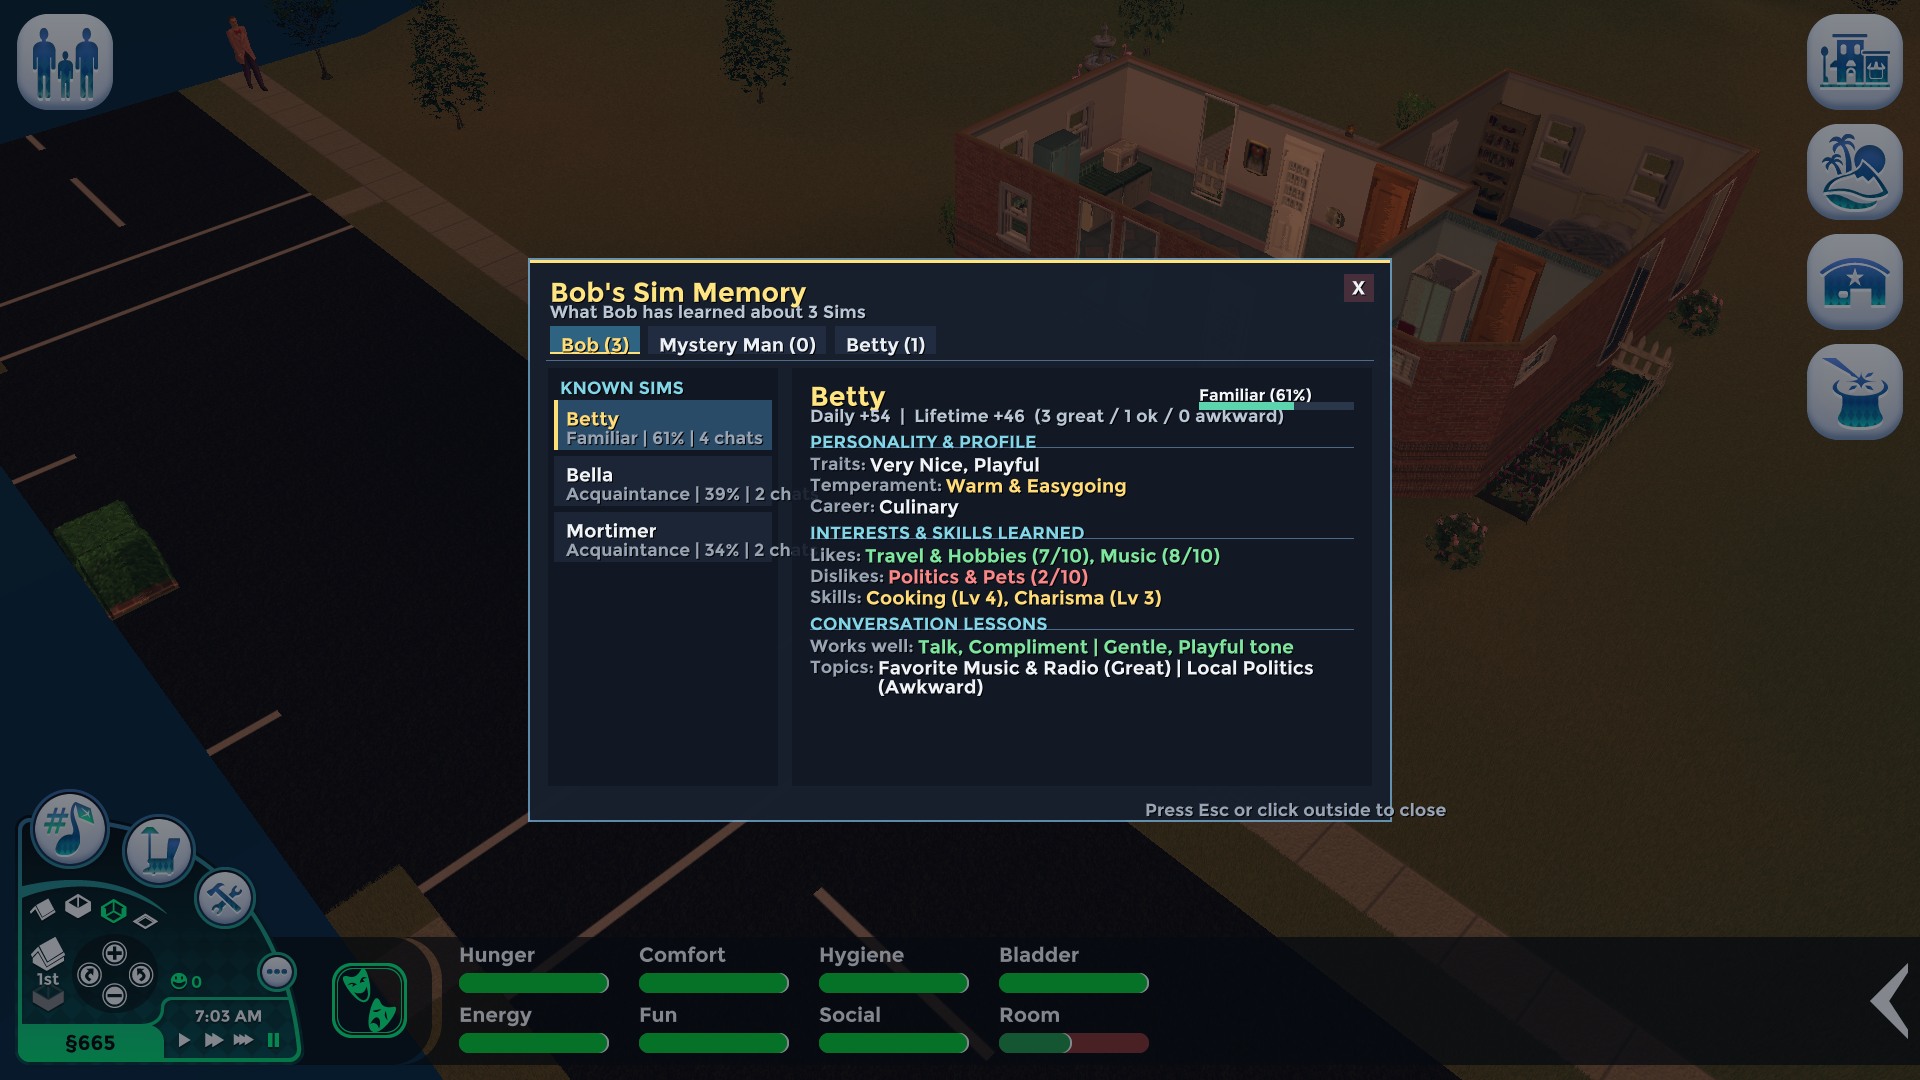 Bob's Sim Memory
X
What Bob has learned about 3 Sims
Bob (3)
Mystery Man (0)
Betty (1)
KNOWN SIMS
Betty
Familiar | 61% | 4 chats
Bella
Acquaintance | 39% | 2 chats
Mortimer
Acquaintance | 34% | 2 chats
Betty
Familiar (61%)
Daily +54 | Lifetime +46 (3 great / 1 ok / 0 awkward)
PERSONALITY & PROFILE
Traits: Very Nice, Playful
Temperament: Warm & Easygoing
Career: Culinary
INTERESTS & SKILLS LEARNED
Likes: Travel & Hobbies (7/10), Music (8/10)
Dislikes: Politics & Pets (2/10)
Skills: Cooking (Lv 4), Charisma (Lv 3)
CONVERSATION LESSONS
Works well: Talk, Compliment | Gentle, Playful tone
Topics: Favorite Music & Radio (Great) | Local Politics
(Awkward)
Press Esc or click outside to close
1st
0
7:03 AM
§665
Hunger
Comfort
Hygiene
Bladder
Energy
Fun
Social
Room